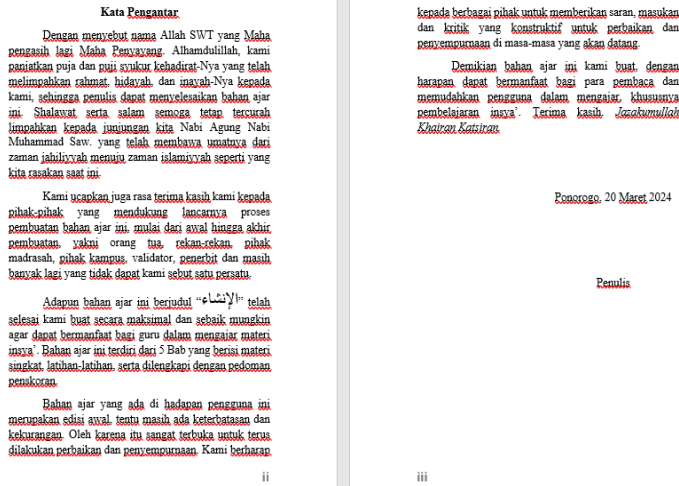 Kata Pengantar
Dengan menyebut nama Allah SWT yang Maha
pengasih lagi Maha Penyayang. Alhamdulillah, kami
panjatkan puja dan puji syukur kehadirat-Nya yang telah
melimpahkan rahmat, hidayah, dan inayah-Nya kepada
kami, sehingga penulis dapat menyelesaikan bahan ajar
ini. Shalawat serta salam semoga tetap tercurah
limpahkan kepada junjungan kita Nabi Agung Nabi
Muhammad Saw. yang telah membawa umatnya dari
zaman jahiliyyah menuju zaman islamiyyah seperti yang
kita rasakan saat ini.
Kami ucapkan juga rasa terima kasih kami kepada
pihak-pihak yang mendukung lancarnya proses
pembuatan bahan ajar ini, mulai dari awal hingga akhir
pembuatan, yakni orang tua, rekan-rekan, pihak
madrasah, pihak kampus, validator, penerbit dan masih
banyak lagi yang tidak dapat kami sebut satu persatu.
Adapun bahan ajar ini berjudul “الإنشاء” telah
selesai kami buat secara maksimal dan sebaik mungkin
agar dapat bermanfaat bagi guru dalam mengajar materi
insya’. Bahan ajar ini terdiri dari 5 Bab yang berisi materi
singkat, latihan-latihan, serta dilengkapi dengan pedoman
penskoran.
Bahan ajar yang ada di hadapan pengguna ini
merupakan edisi awal, tentu masih ada keterbatasan dan
kekurangan. Oleh karena itu sangat terbuka untuk terus
dilakukan perbaikan dan penyempurnaan. Kami berharap
ii
kepada berbagai pihak untuk memberikan saran, masukan
dan kritik yang konstruktif untuk perbaikan dan
penyempurnaan di masa-masa yang akan datang.
Demikian bahan ajar ini kami buat, dengan
harapan dapat bermanfaat bagi para pembaca dan
memudahkan pengguna dalam mengajar, khususnya
pembelajaran insya’. Terima kasih, Jazakumullah
Khairan Katsiran.
Ponorogo, 20 Maret 2024
Penulis
iii